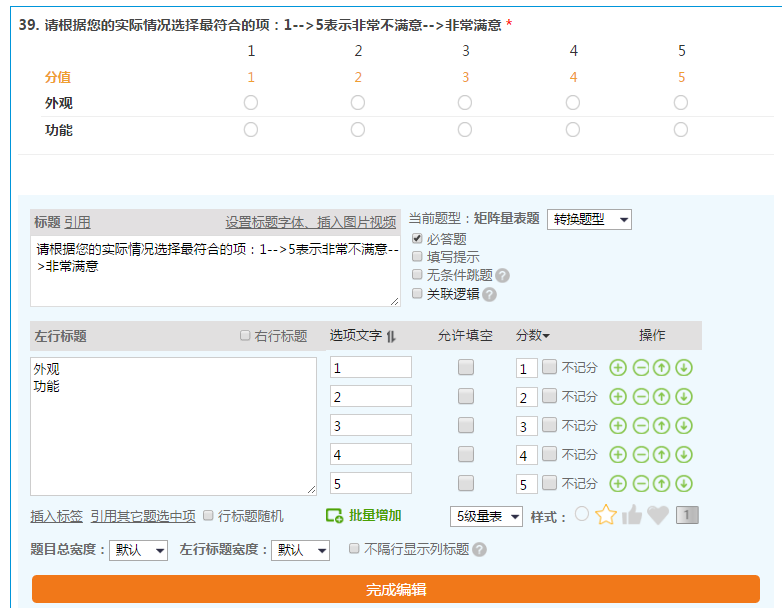 39. 请根据您的实际情况选择最符合的项：1-->5表示非常不满意-->非常满意 *
1 2 3 4 5
分值 1 2 3 4 5
外观
功能
标题 引用 设置标题字体、插入图片视频
当前题型：矩阵量表题 转换题型
请根据您的实际情况选择最符合的项：1-->5表示非常不满意--
>非常满意
必答题
填写提示
无条件跳题 ?
关联逻辑 ?
左行标题 右行标题 选项文字 允许填空 分数 操作
外观
功能
1 1 不记分
2 2 不记分
3 3 不记分
4 4 不记分
5 5 不记分
插入标签 引用其它题选中项 行标题随机 批量增加 5级量表 样式： 1
题目总宽度：默认 左行标题宽度：默认 不隔行显示列标题 ?
完成编辑